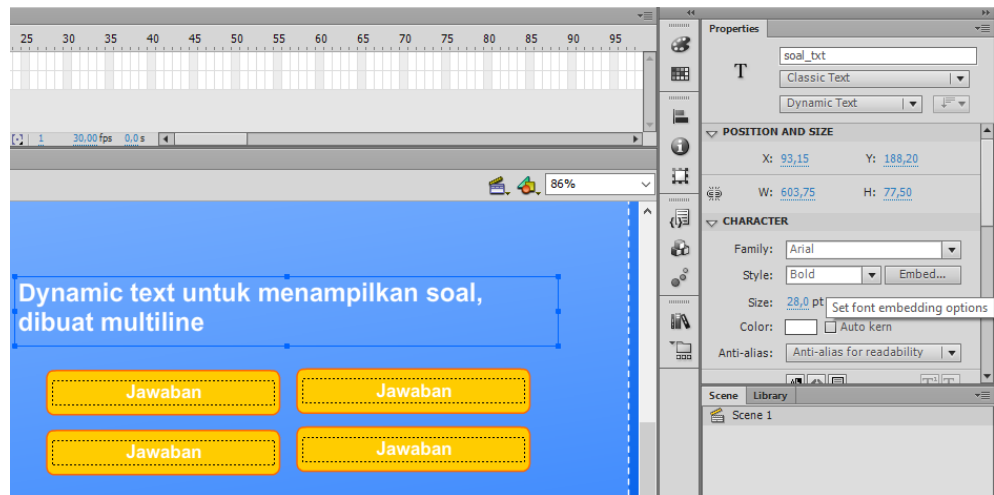 25 30 35 40 45 50 55 60 65 70 75 80 85 90 95
1 30,00 fps 0,0 s
86%
Dynamic text untuk menampilkan soal,
dibuat multiline
Jawaban Jawaban
Jawaban Jawaban
Properties
T soal_txt
Classic Text
Dynamic Text
POSITION AND SIZE
X: 93,15 Y: 188,20
W: 603,75 H: 77,50
CHARACTER
Family: Arial
Style: Bold Embed...
Size: 28,0 pt Set font embedding options
Color: Auto kern
Anti-alias: Anti-alias for readability
Scene Library
Scene 1